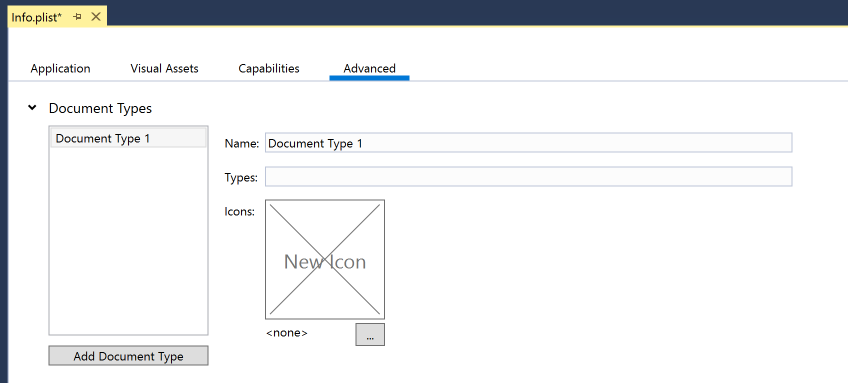 Info.plist*
Application Visual Assets Capabilities Advanced
Document Types
Document Type 1
Name: Document Type 1
Types:
Icons:
New Icon
<none> ...
Add Document Type